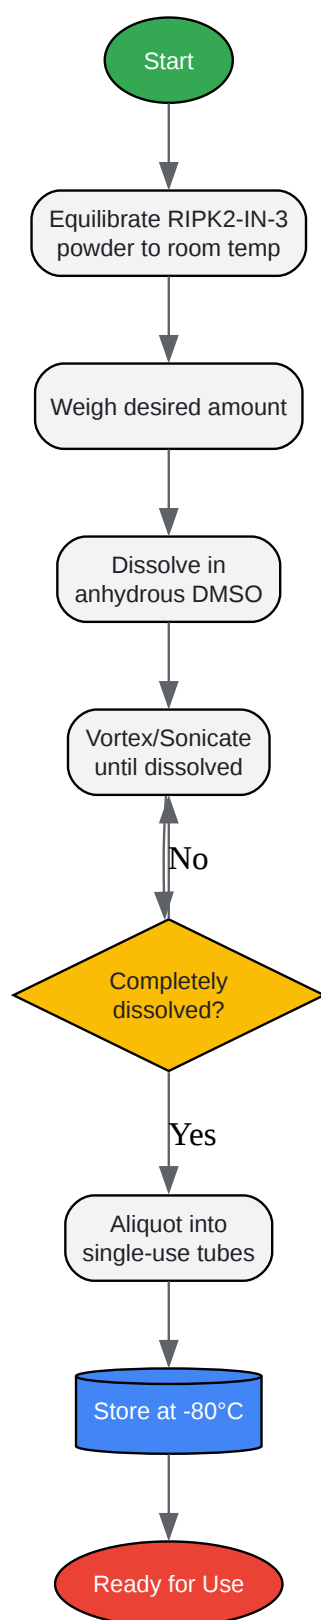 Start
Equilibrate RIPK2-IN-3
powder to room temp
Weigh desired amount
Dissolve in
anhydrous DMSO
Vortex/Sonicate
until dissolved
No
Completely
dissolved?
Yes
Aliquot into
single-use tubes
Store at -80°C
Ready for Use